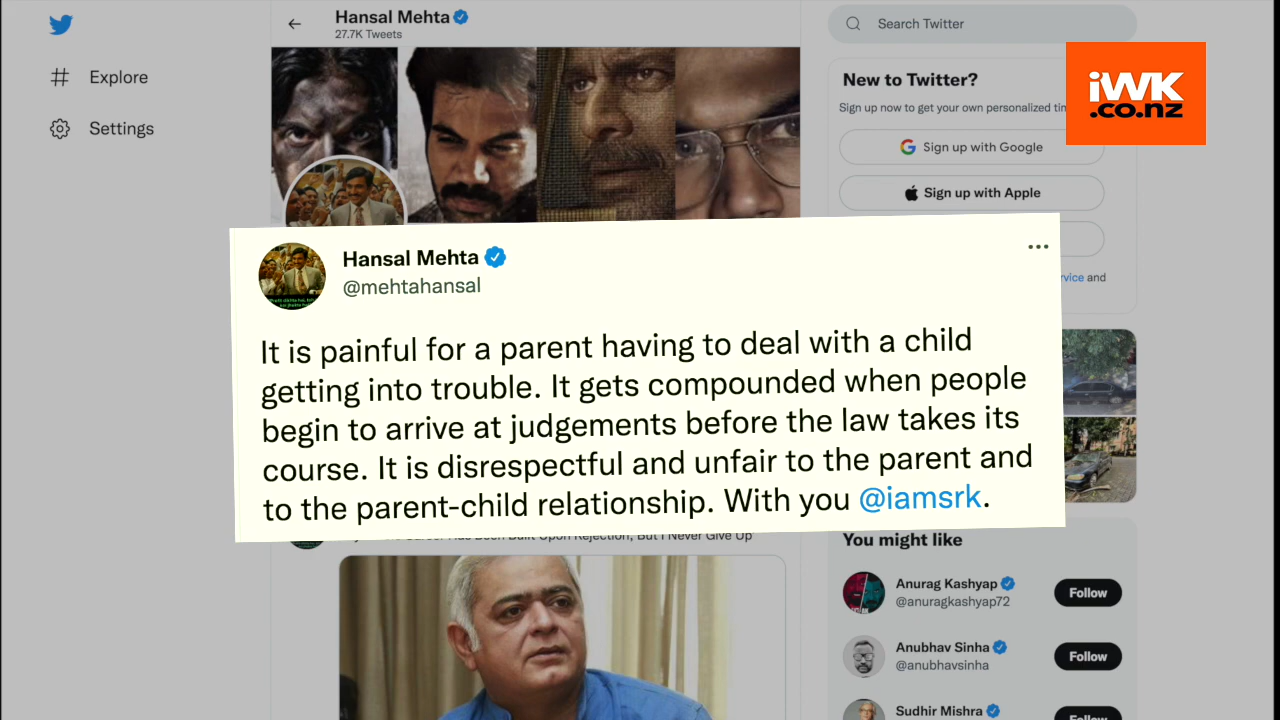 Hansal Mehta
27.7K Tweets
Explore
Settings
Search Twitter
New to Twitter?
Sign up now to get your own personalized
Sign up with Google
Sign up with Apple
and
iWK
.co.nz
Hansal Mehta
@mehtahansal
It is painful for a parent having to deal with a child
getting into trouble. It gets compounded when people
begin to arrive at judgements before the law takes its
course. It is disrespectful and unfair to the parent and
to the parent-child relationship. With you @iamsrk.
Upon Rejection, But I Never Give Up
You might like
Anurag Kashyap
@anuragkashyap72
Follow
Anubhav Sinha
@anubhavsinha
Follow
Sudhir Mishra
Follow